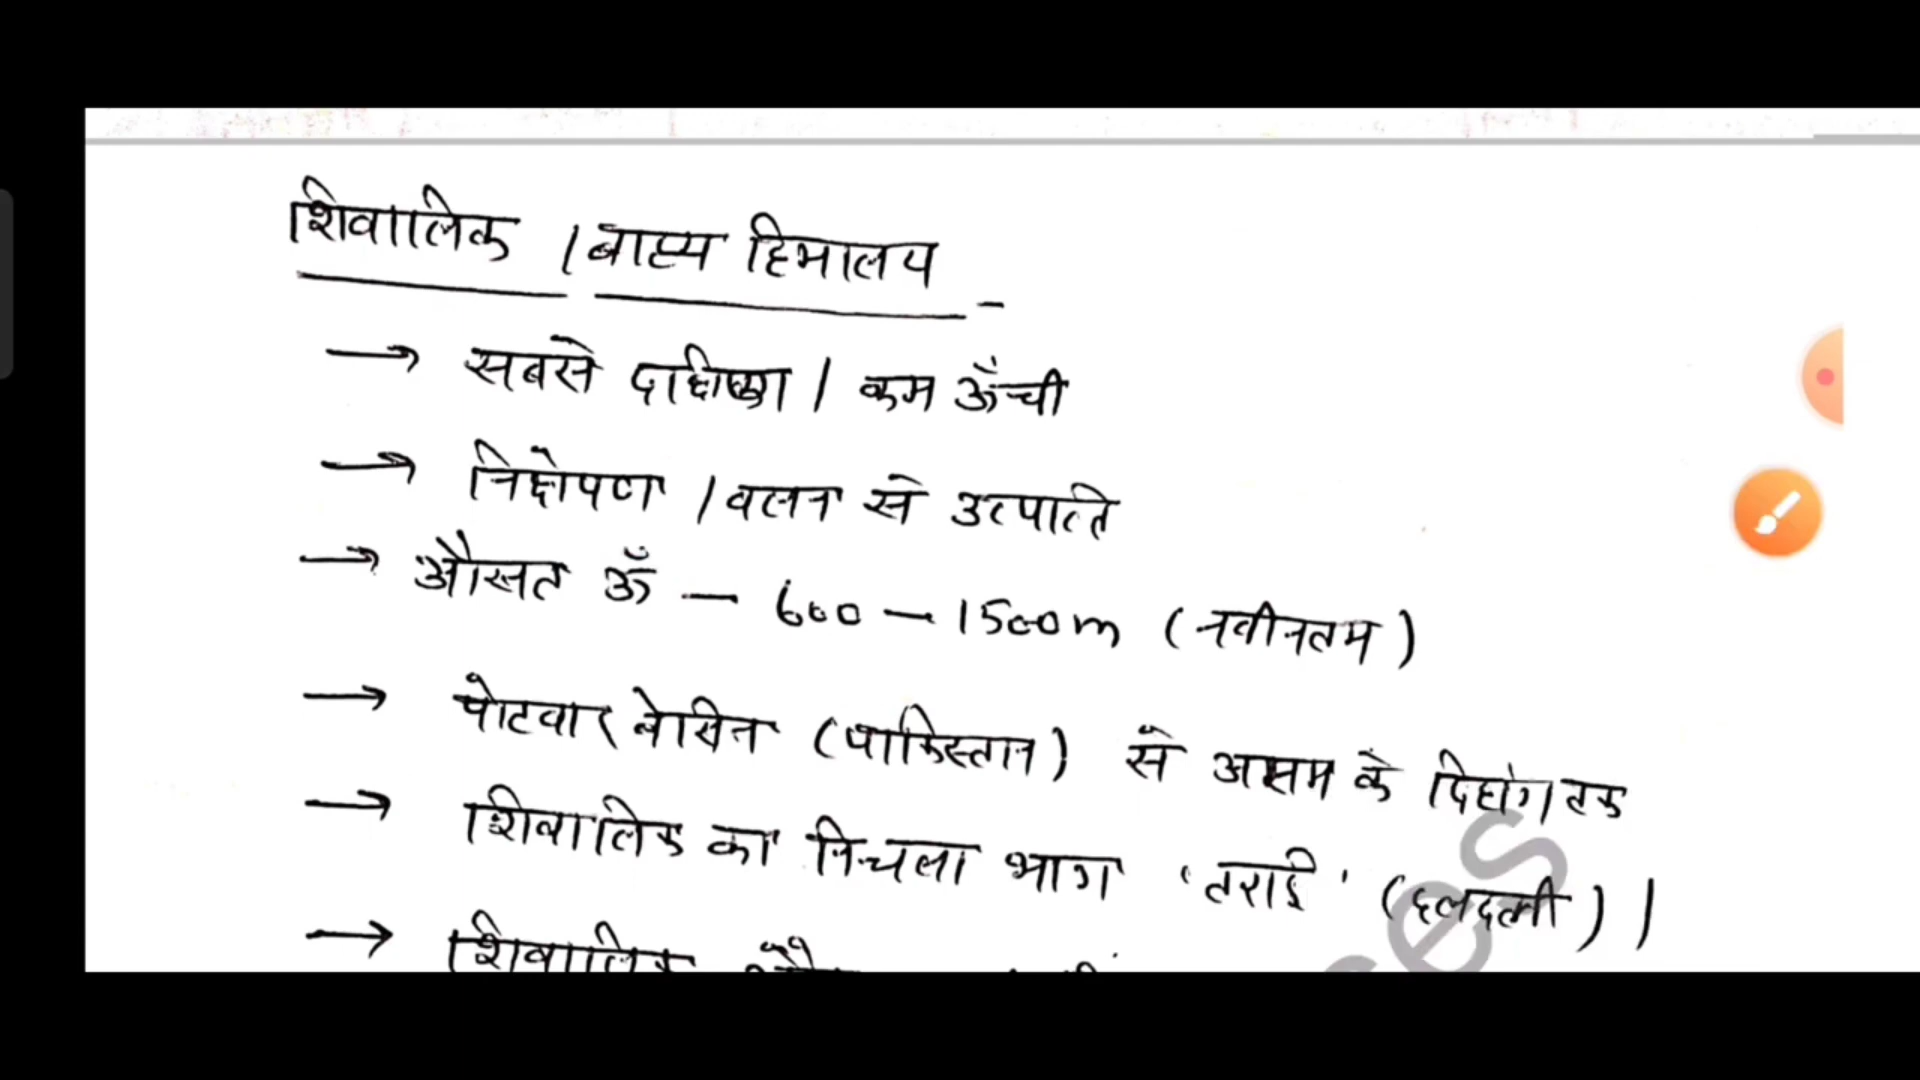 शिवालिक / बाह्य हिमालय -
→ सबसे दक्षिण / कम ऊँची
→ निक्षेपण / वलन से उत्पत्ति
→ औसत ऊँ - 600 - 1500m (नवीनतम)
→ पोटवार बेसिन (पाकिस्तान) से असम के दिहांग तक
→ शिवालिक का निचला भाग 'तराई' (दलदली) |
→ शिवालिक